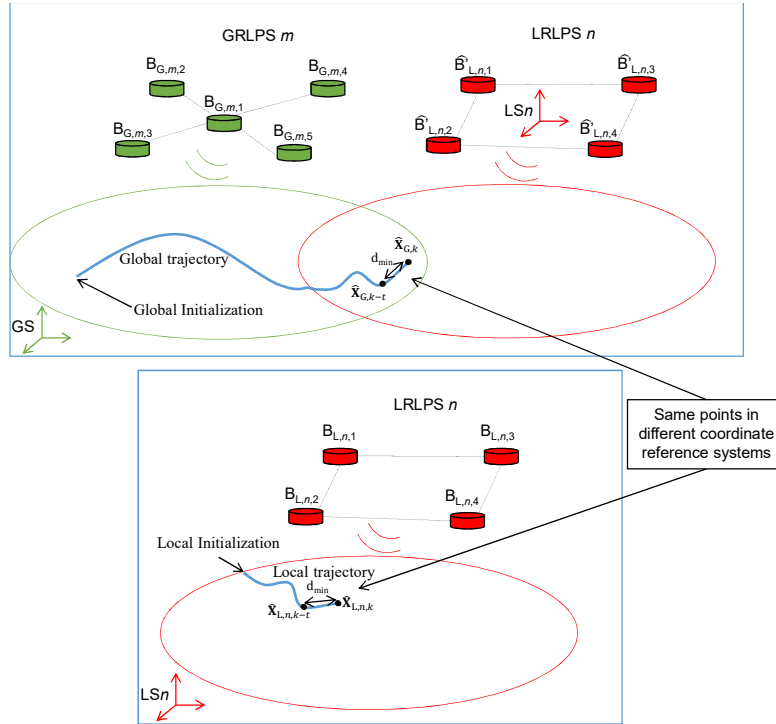 GRLPS m
LRLPS n
B_G,m,2
B_G,m,4
B_G,m,1
B_G,m,3
B_G,m,5
B̂'_L,n,1
B̂'_L,n,3
LSn
B̂'_L,n,2
B̂'_L,n,4
Global trajectory
X̂_G,k
d_min
X̂_G,k−t
Global Initialization
GS
Same points in
different coordinate
reference systems
LRLPS n
B_L,n,1
B_L,n,3
B_L,n,2
B_L,n,4
Local Initialization
Local trajectory
d_min
X̂_L,n,k
X̂_L,n,k−t
LSn